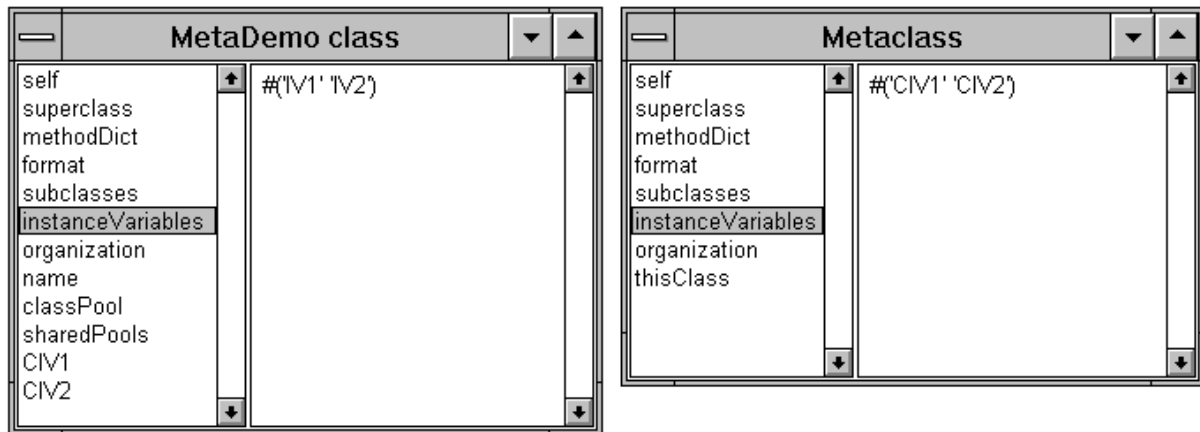 MetaDemo class
self
superclass
methodDict
format
subclasses
instanceVariables
organization
name
classPool
sharedPools
CIV1
CIV2
#('IV1' 'IV2')
Metaclass
self
superclass
methodDict
format
subclasses
instanceVariables
organization
thisClass
#('CIV1' 'CIV2')